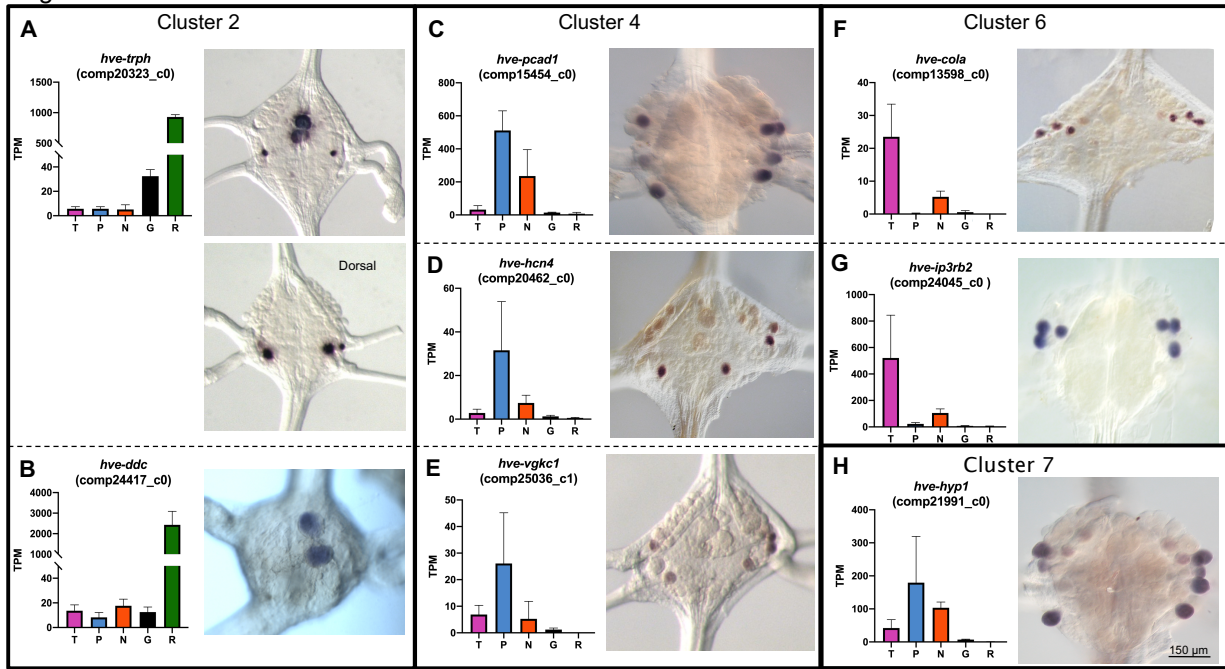 Cluster 2
A
hve-trph
(comp20323_c0)
1500
1000
500
60
40
20
0
TPM
T P N G R
Dorsal
B
hve-ddc
(comp24417_c0)
4000
3000
2000
1000
60
40
20
0
TPM
T P N G R
Cluster 4
C
hve-pcad1
(comp15454_c0)
800
600
400
200
0
TPM
T P N G R
D
hve-hcn4
(comp20462_c0)
60
40
20
0
TPM
T P N G R
E
hve-vgkc1
(comp25036_c1)
50
40
30
20
10
0
TPM
T P N G R
Cluster 6
F
hve-cola
(comp13598_c0)
40
30
20
10
0
TPM
T P N G R
G
hve-ip3rb2
(comp24045_c0 )
1000
800
600
400
200
0
TPM
T P N G R
Cluster 7
H
hve-hyp1
(comp21991_c0)
400
300
200
100
0
TPM
T P N G R
150 µm